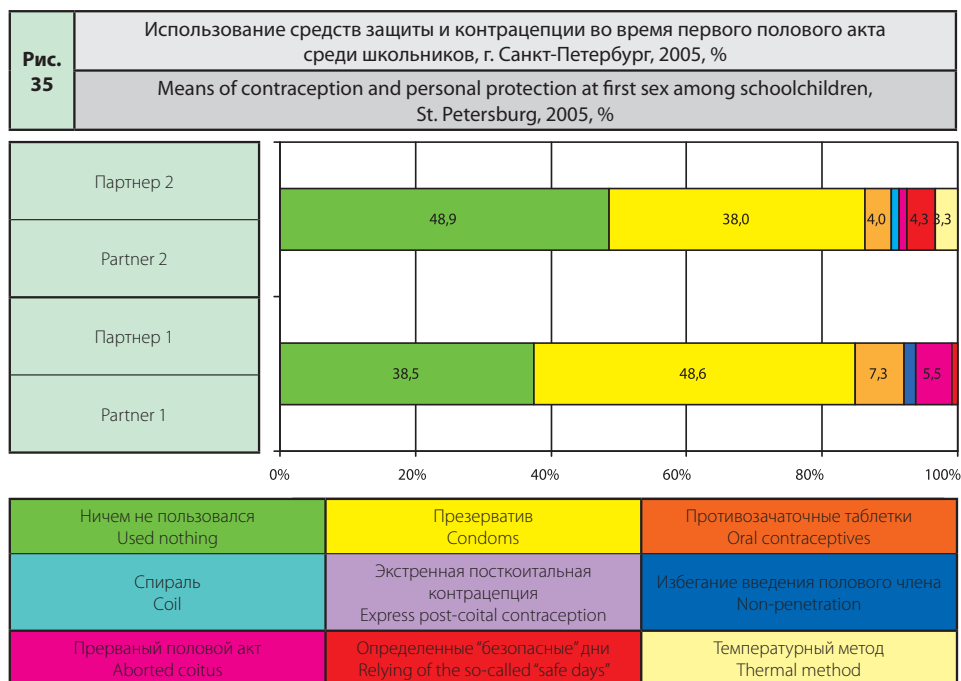 Рис.
35
Использование средств защиты и контрацепции во время первого полового акта
среди школьников, г. Санкт-Петербург, 2005, %
Means of contraception and personal protection at first sex among schoolchildren,
St. Petersburg, 2005, %
Партнер 2
Partner 2
48,9
38,0
4,0
4,3
3,3
Партнер 1
Partner 1
38,5
48,6
7,3
5,5
0%
20%
40%
60%
80%
100%
Ничем не пользовался
Used nothing
Презерватив
Condoms
Противозачаточные таблетки
Oral contraceptives
Спираль
Coil
Экстренная посткоитальная
контрацепция
Express post-coital contraception
Избегание введения полового члена
Non-penetration
Прерваный половой акт
Aborted coitus
Определенные "безопасные" дни
Relying of the so-called "safe days"
Температурный метод
Thermal method